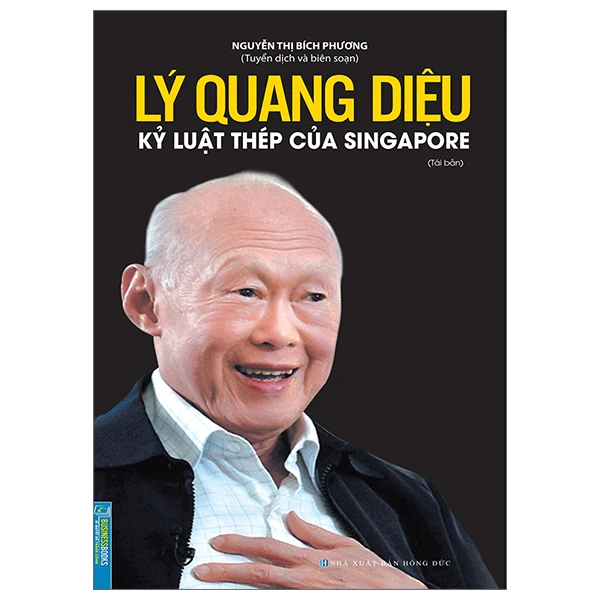 NGUYỄN THỊ BÍCH PHƯƠNG
(Tuyển dịch và biên soạn)
LÝ QUANG DIỆU
KỶ LUẬT THÉP CỦA SINGAPORE
(Tái bản)
BUSINESSBOOKS
NHÀ XUẤT BẢN HỒNG ĐỨC